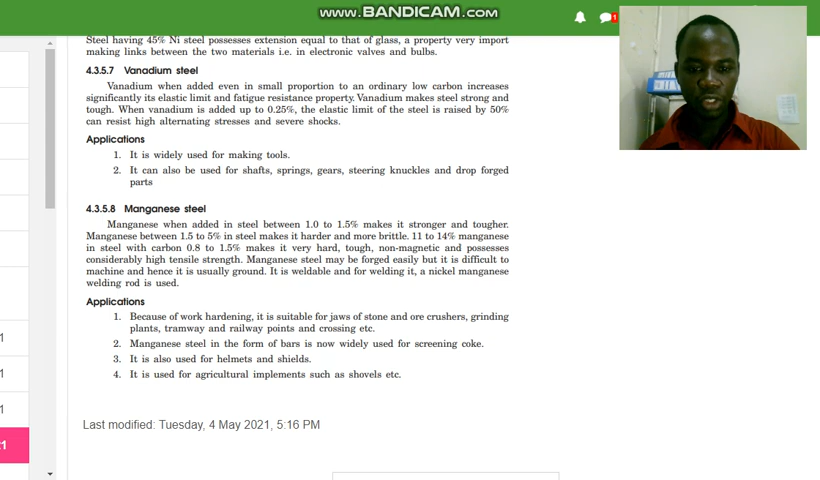 www.BANDICAM.com
1
Steel having 45% Ni steel possesses extension equal to that of glass, a property very import
making links between the two materials i.e. in electronic valves and bulbs.
4.3.5.7 Vanadium steel
Vanadium when added even in small proportion to an ordinary low carbon increases
significantly its elastic limit and fatigue resistance property. Vanadium makes steel strong and
tough. When vanadium is added up to 0.25%, the elastic limit of the steel is raised by 50%
can resist high alternating stresses and severe shocks.
Applications
1. It is widely used for making tools.
2. It can also be used for shafts, springs, gears, steering knuckles and drop forged
parts
4.3.5.8 Manganese steel
Manganese when added in steel between 1.0 to 1.5% makes it stronger and tougher.
Manganese between 1.5 to 5% in steel makes it harder and more brittle. 11 to 14% manganese
in steel with carbon 0.8 to 1.5% makes it very hard, tough, non-magnetic and possesses
considerably high tensile strength. Manganese steel may be forged easily but it is difficult to
machine and hence it is usually ground. It is weldable and for welding it, a nickel manganese
welding rod is used.
Applications
1. Because of work hardening, it is suitable for jaws of stone and ore crushers, grinding
plants, tramway and railway points and crossing etc.
2. Manganese steel in the form of bars is now widely used for screening coke.
3. It is also used for helmets and shields.
4. It is used for agricultural implements such as shovels etc.
Last modified: Tuesday, 4 May 2021, 5:16 PM
1
1
1
21